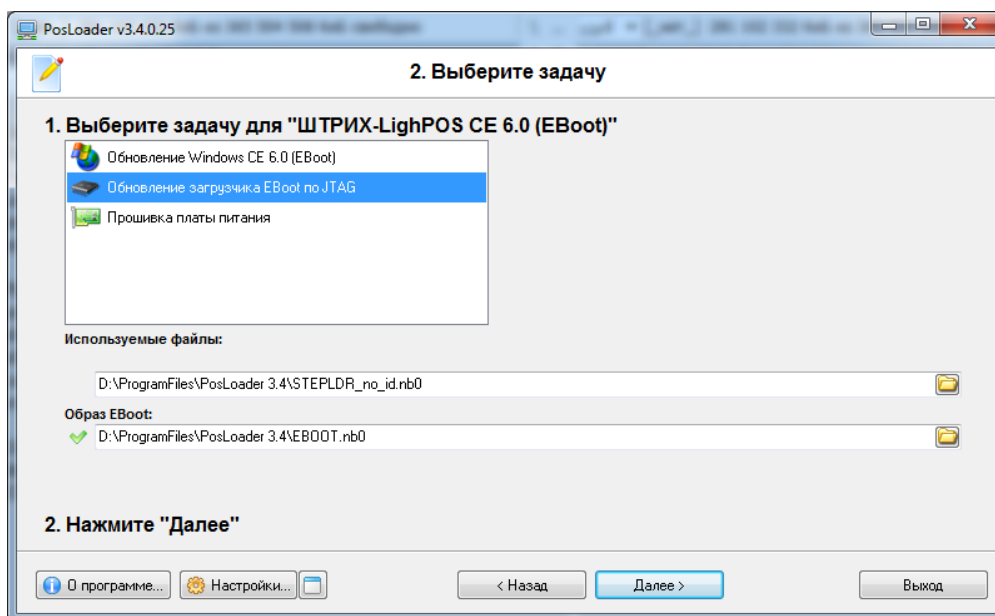 PosLoader v3.4.0.25
2. Выберите задачу
1. Выберите задачу для "ШТРИХ-LighPOS CE 6.0 (EBoot)"
Обновление Windows CE 6.0 (EBoot)
Обновление загрузчика EBoot по JTAG
Прошивка платы питания
Используемые файлы:
D:\ProgramFiles\PosLoader 3.4\STEPLDR_no_id.nb0
Образ EBoot:
D:\ProgramFiles\PosLoader 3.4\EBOOT.nb0
2. Нажмите "Далее"
О программе... Настройки... < Назад Далее > Выход